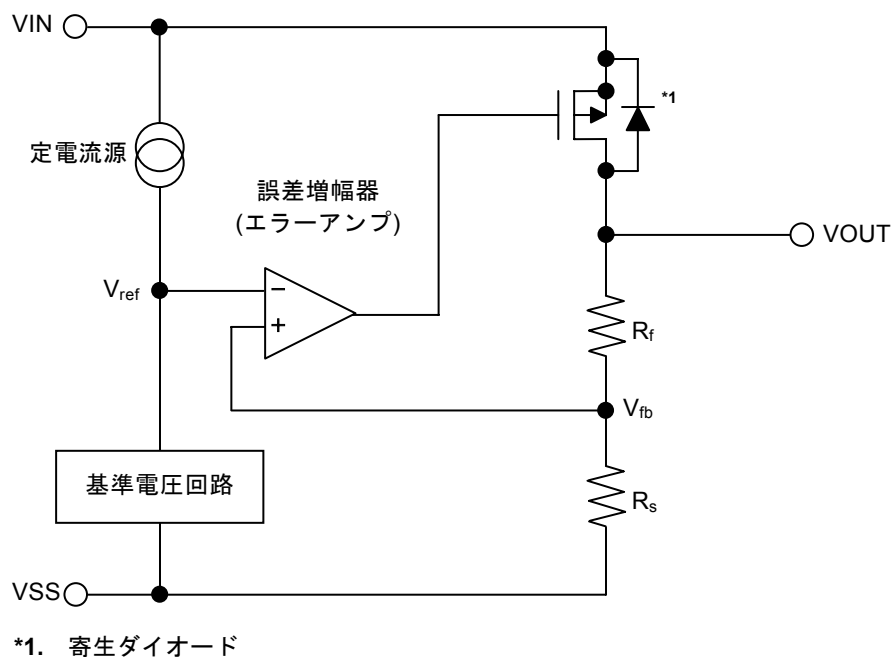 VIN
*1
定電流源
誤差増幅器
(エラーアンプ)
VOUT
Vref
−
+
Rf
Vfb
基準電圧回路
Rs
VSS
*1. 寄生ダイオード